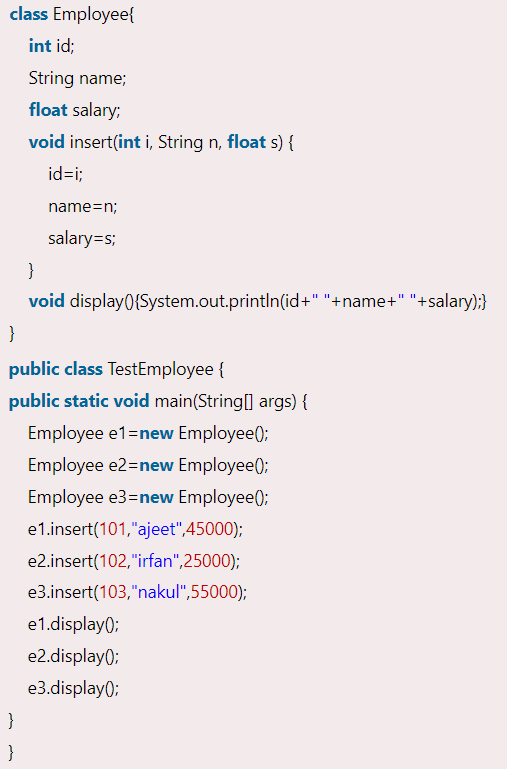 class Employee{
int id;
String name;
float salary;
void insert(int i, String n, float s) {
id=i;
name=n;
salary=s;
}
void display(){System.out.println(id+" "+name+" "+salary);}
}
public class TestEmployee {
public static void main(String[] args) {
Employee e1=new Employee();
Employee e2=new Employee();
Employee e3=new Employee();
e1.insert(101,"ajeet",45000);
e2.insert(102,"irfan",25000);
e3.insert(103,"nakul",55000);
e1.display();
e2.display();
e3.display();
}
}